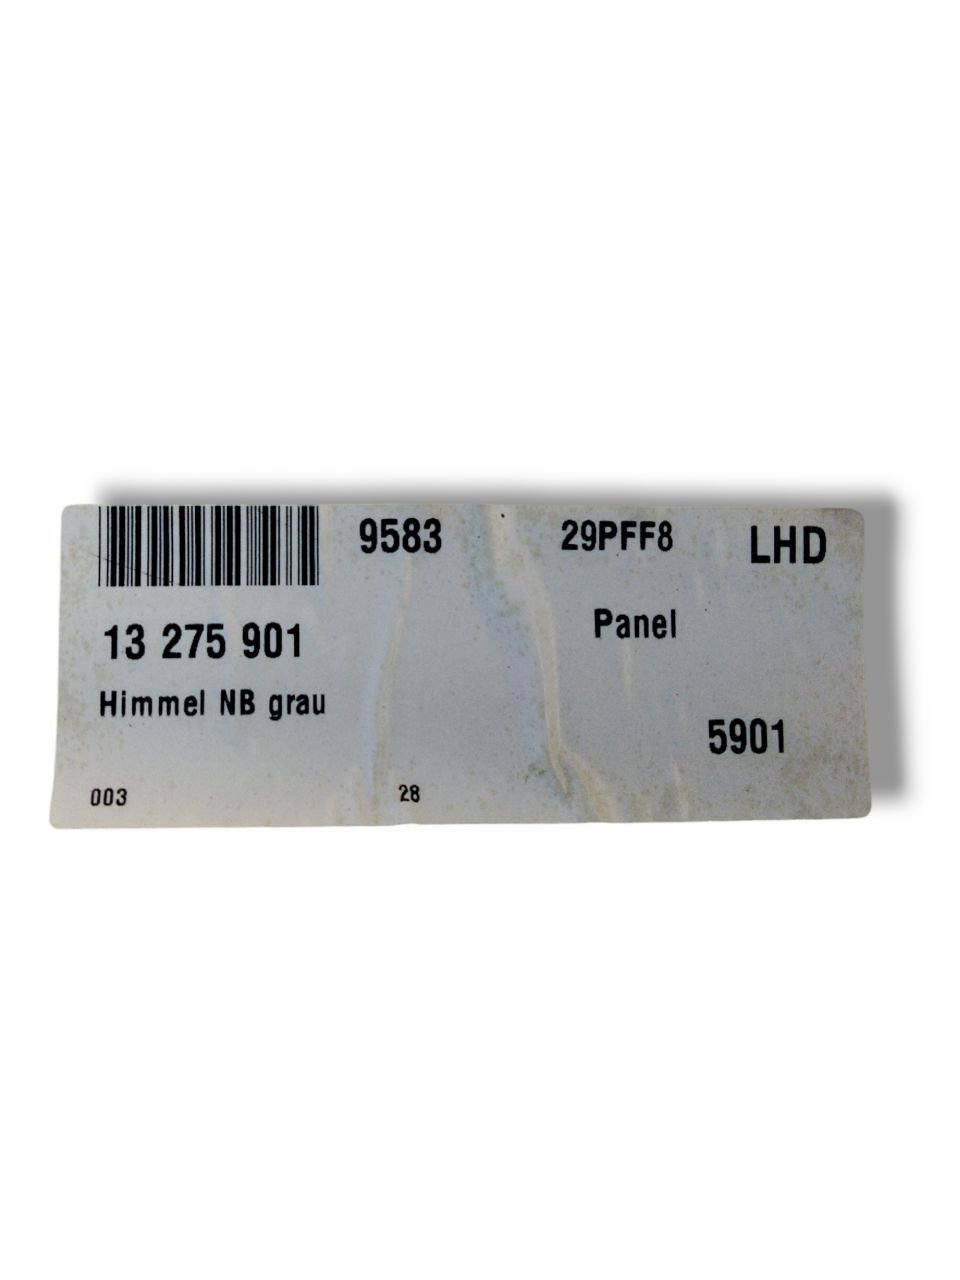 9583 29PFF8 LHD
13 275 901 Panel
Himmel NB grau
5901
003 28